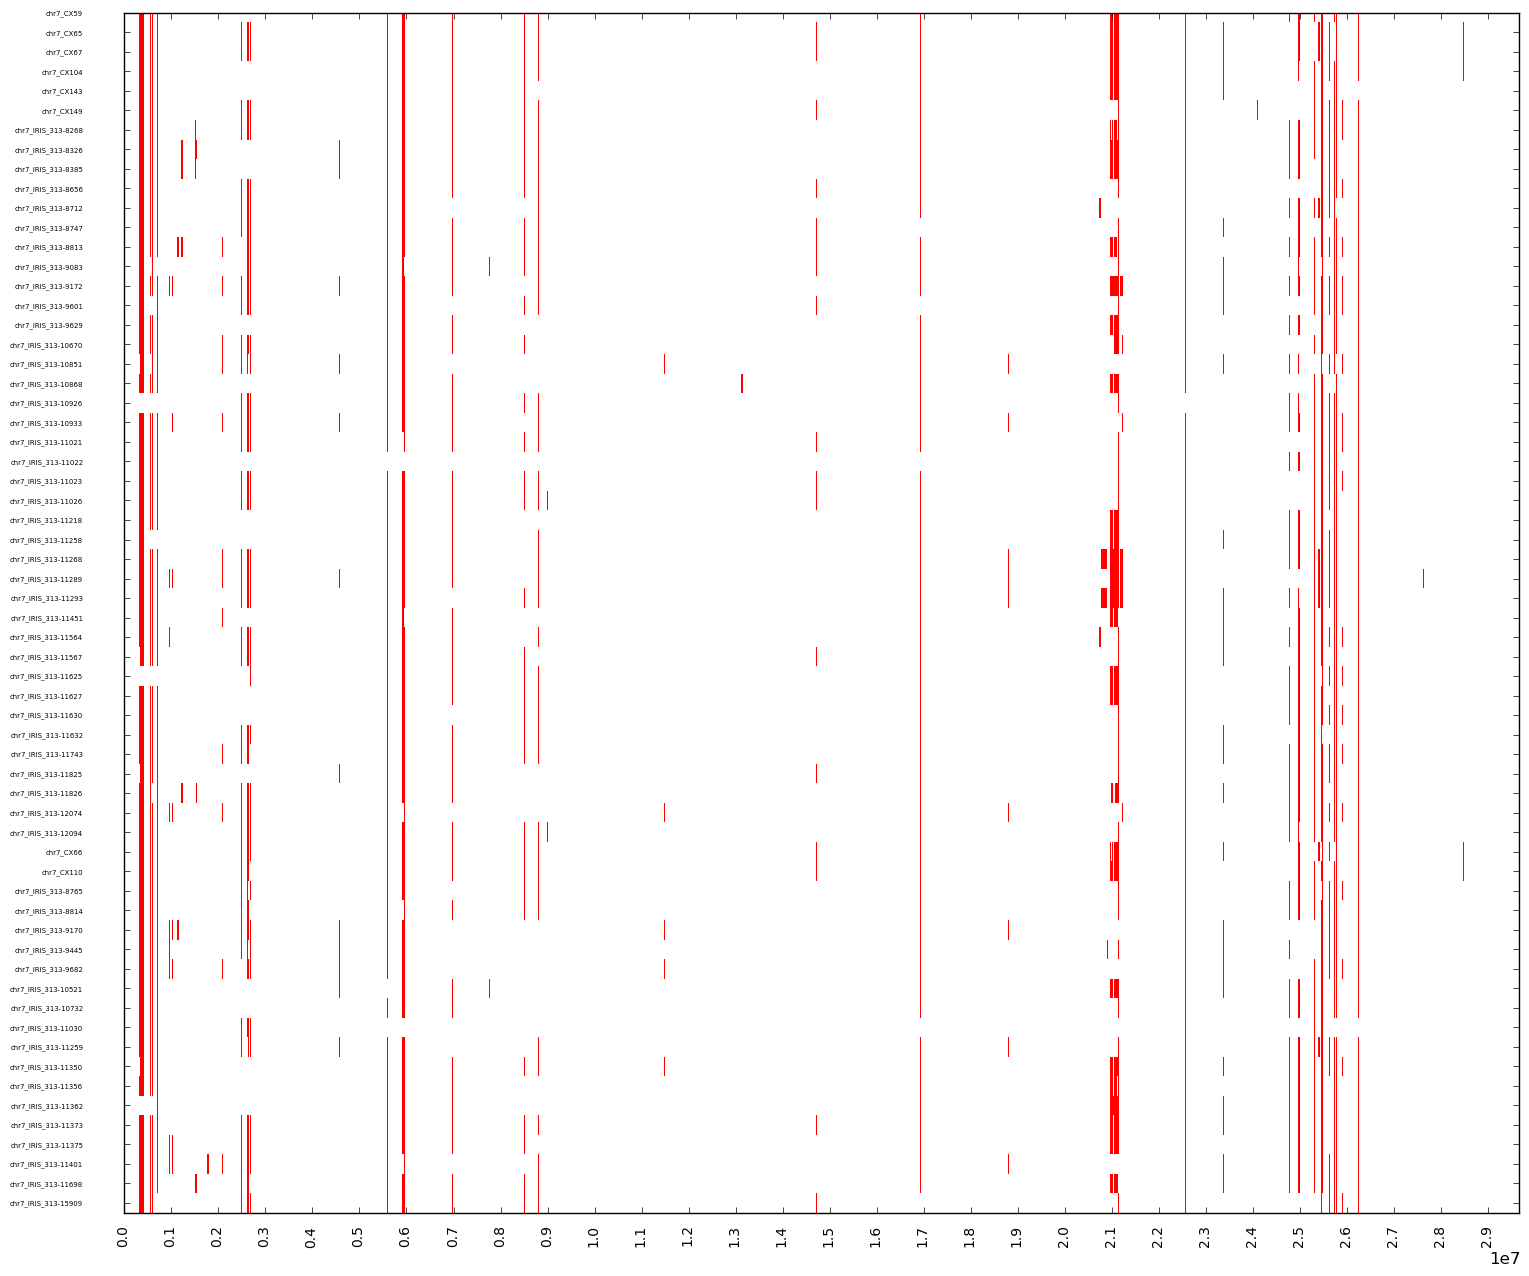 chr7_CX59
chr7_CX65
chr7_CX67
chr7_CX104
chr7_CX143
chr7_CX149
chr7_IRIS_313-8268
chr7_IRIS_313-8326
chr7_IRIS_313-8385
chr7_IRIS_313-8656
chr7_IRIS_313-8712
chr7_IRIS_313-8747
chr7_IRIS_313-8813
chr7_IRIS_313-9083
chr7_IRIS_313-9172
chr7_IRIS_313-9601
chr7_IRIS_313-9629
chr7_IRIS_313-10670
chr7_IRIS_313-10851
chr7_IRIS_313-10868
chr7_IRIS_313-10926
chr7_IRIS_313-10933
chr7_IRIS_313-11021
chr7_IRIS_313-11022
chr7_IRIS_313-11023
chr7_IRIS_313-11026
chr7_IRIS_313-11218
chr7_IRIS_313-11258
chr7_IRIS_313-11268
chr7_IRIS_313-11289
chr7_IRIS_313-11293
chr7_IRIS_313-11451
chr7_IRIS_313-11564
chr7_IRIS_313-11567
chr7_IRIS_313-11625
chr7_IRIS_313-11627
chr7_IRIS_313-11630
chr7_IRIS_313-11632
chr7_IRIS_313-11743
chr7_IRIS_313-11825
chr7_IRIS_313-11826
chr7_IRIS_313-12074
chr7_IRIS_313-12094
chr7_CX66
chr7_CX110
chr7_IRIS_313-8765
chr7_IRIS_313-8814
chr7_IRIS_313-9170
chr7_IRIS_313-9445
chr7_IRIS_313-9682
chr7_IRIS_313-10521
chr7_IRIS_313-10732
chr7_IRIS_313-11030
chr7_IRIS_313-11259
chr7_IRIS_313-11350
chr7_IRIS_313-11356
chr7_IRIS_313-11362
chr7_IRIS_313-11373
chr7_IRIS_313-11375
chr7_IRIS_313-11401
chr7_IRIS_313-11698
chr7_IRIS_313-15909
0.0 0.1 0.2 0.3 0.4 0.5 0.6 0.7 0.8 0.9 1.0 1.1 1.2 1.3 1.4 1.5 1.6 1.7 1.8 1.9 2.0 2.1 2.2 2.3 2.4 2.5 2.6 2.7 2.8 2.9
1e7